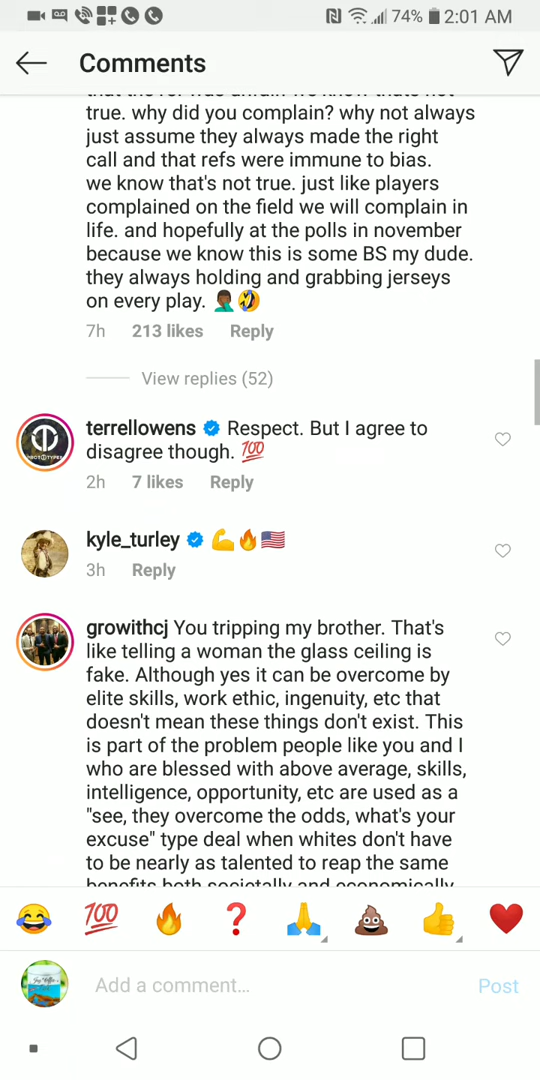 74% 2:01 AM
Comments
true. why did you complain? why not always
just assume they always made the right
call and that refs were immune to bias.
we know that's not true. just like players
complained on the field we will complain in
life. and hopefully at the polls in november
because we know this is some BS my dude.
they always holding and grabbing jerseys
on every play. 🤦🏾‍♂️🤣
7h 213 likes Reply
View replies (52)
terrellowens Respect. But I agree to
disagree though. 💯
2h 7 likes Reply
kyle_turley 💪🔥🇺🇸
3h Reply
growithcj You tripping my brother. That's
like telling a woman the glass ceiling is
fake. Although yes it can be overcome by
elite skills, work ethic, ingenuity, etc that
doesn't mean these things don't exist. This
is part of the problem people like you and I
who are blessed with above average, skills,
intelligence, opportunity, etc are used as a
"see, they overcome the odds, what's your
excuse" type deal when whites don't have
to be nearly as talented to reap the same
benefits both societally and economically
😂 💯 🔥 ❓ 🙏 💩 👍 ❤️
Add a comment... Post